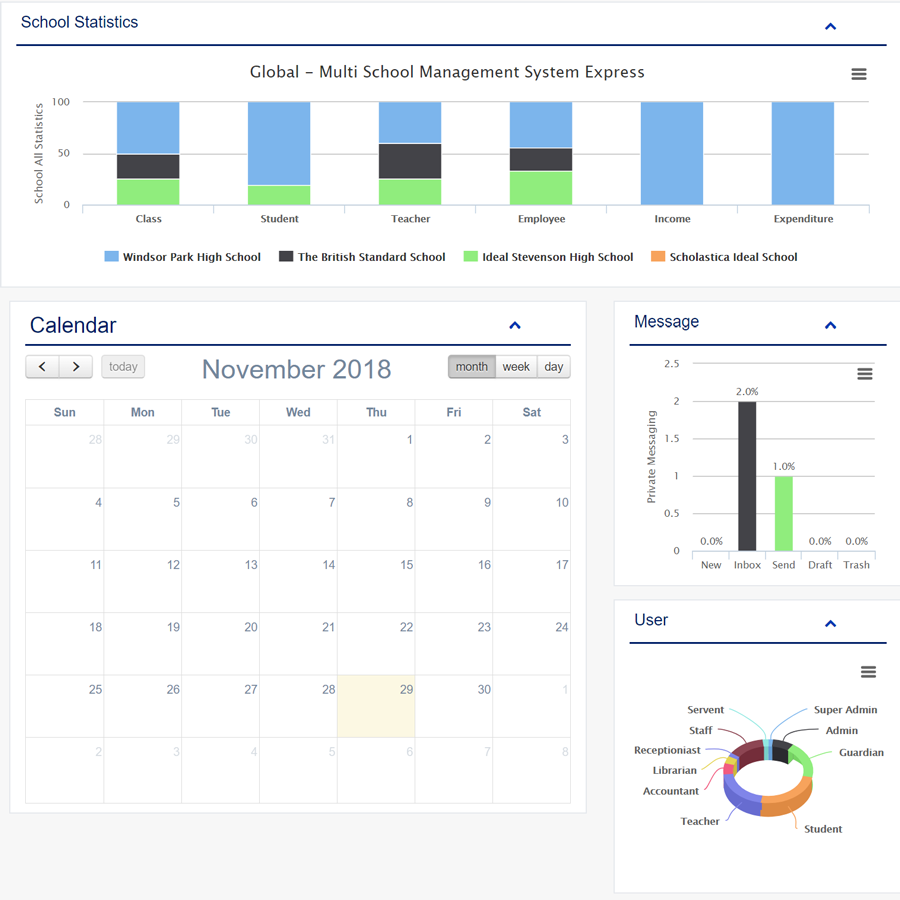 School Statistics
Global - Multi School Management System Express
School All Statistics
100
50
0
Class Student Teacher Employee Income Expenditure
Windsor Park High School The British Standard School Ideal Stevenson High School Scholastica Ideal School
Calendar
today November 2018 month week day
Sun Mon Tue Wed Thu Fri Sat
28 29 30 31 1 2 3
4 5 6 7 8 9 10
11 12 13 14 15 16 17
18 19 20 21 22 23 24
25 26 27 28 29 30 1
2 3 4 5 6 7 8
Message
Private Messaging
2.5
2.0%
2
1.5
1.0%
1
0.5
0.0% 0.0% 0.0%
0
New Inbox Send Draft Trash
User
Servent Super Admin
Staff Admin
Receptioniast Guardian
Librarian
Accountant
Teacher Student